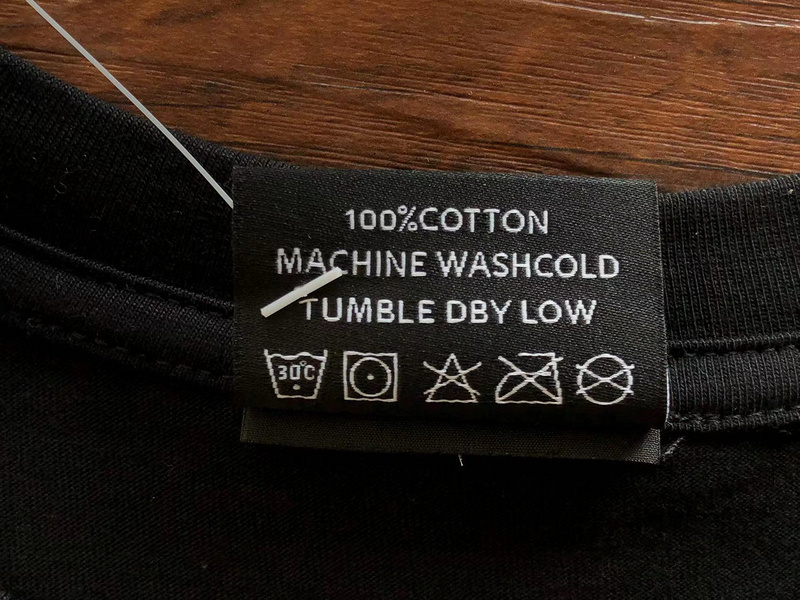 100%COTTON
MACHINE WASHCOLD
TUMBLE DBY LOW
30°C